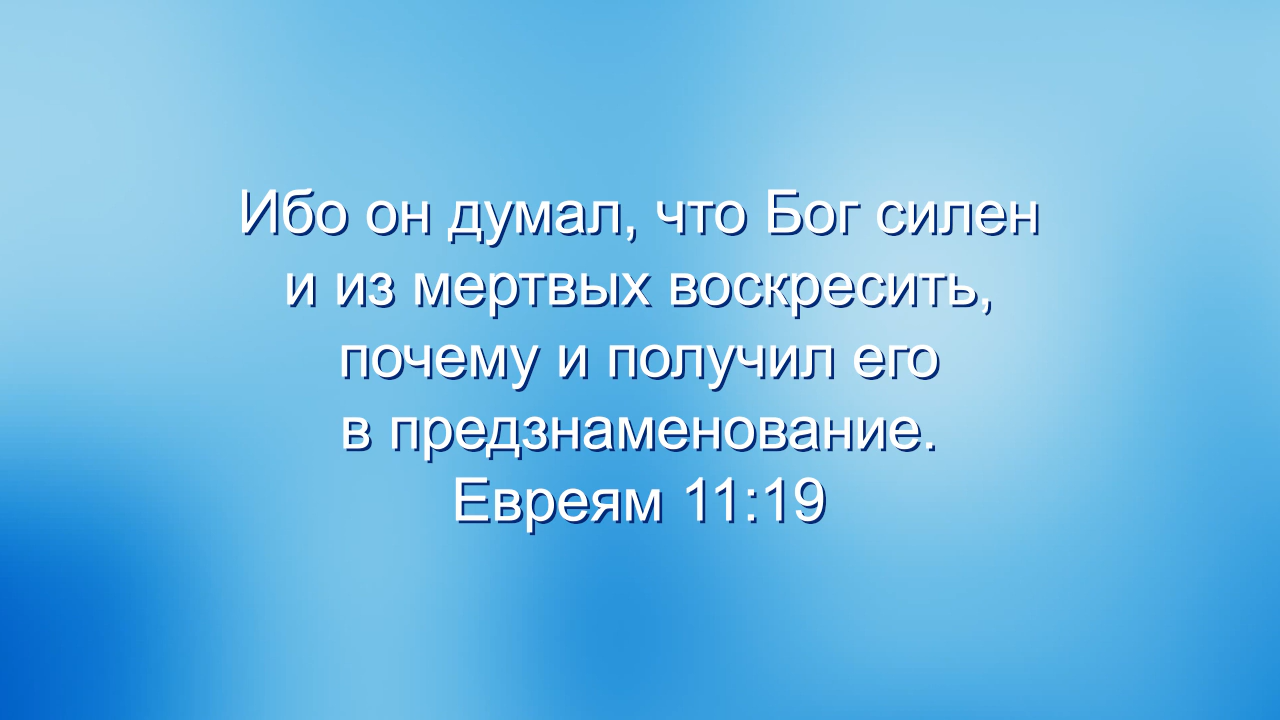 Ибо он думал, что Бог силен
и из мертвых воскресить,
почему и получил его
в предзнаменование.
Евреям 11:19